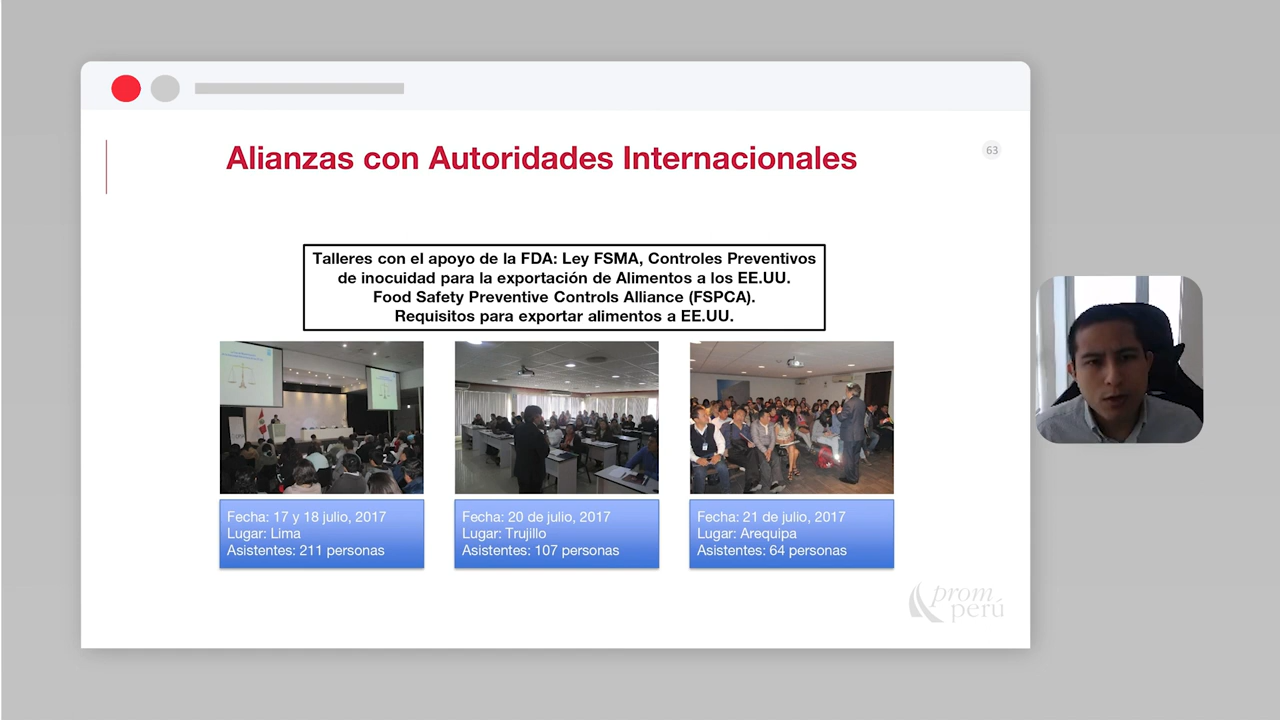 Alianzas con Autoridades Internacionales
63
Talleres con el apoyo de la FDA: Ley FSMA, Controles Preventivos
de inocuidad para la exportación de Alimentos a los EE.UU.
Food Safety Preventive Controls Alliance (FSPCA).
Requisitos para exportar alimentos a EE.UU.
Fecha: 17 y 18 julio, 2017
Lugar: Lima
Asistentes: 211 personas
Fecha: 20 de julio, 2017
Lugar: Trujillo
Asistentes: 107 personas
Fecha: 21 de julio, 2017
Lugar: Arequipa
Asistentes: 64 personas
prom
perú